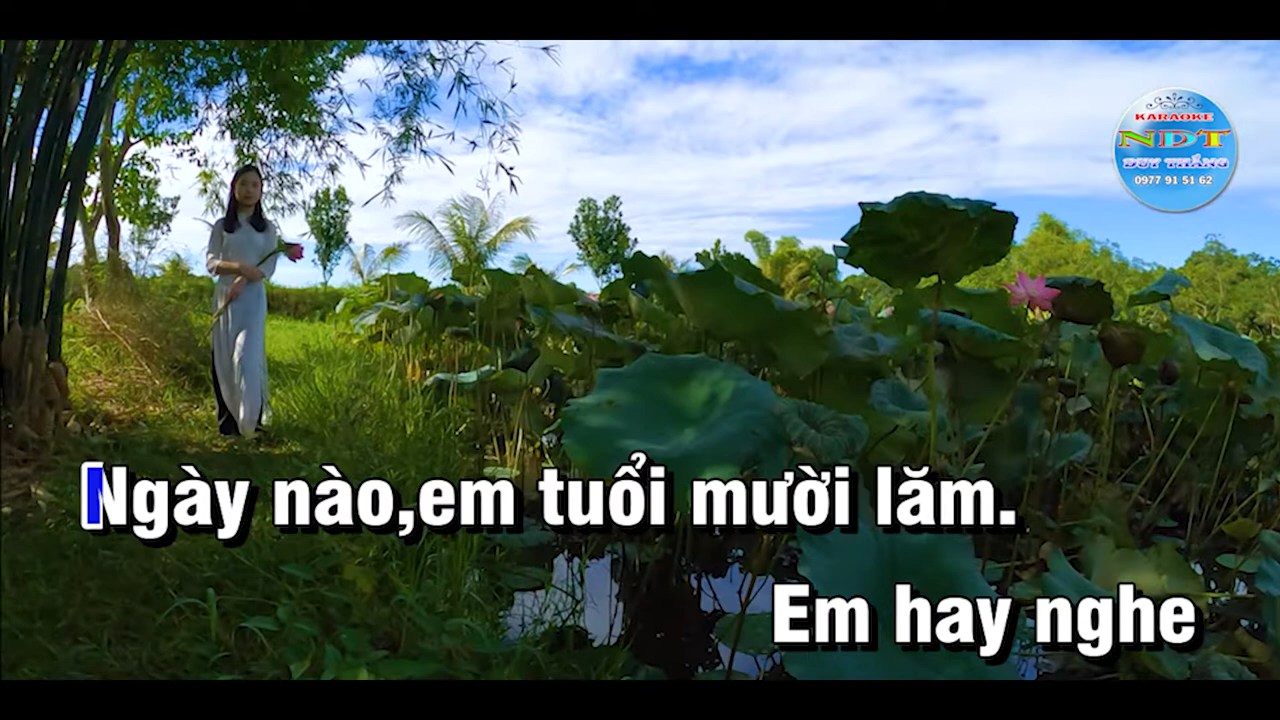 KARAOKE
NDT
DUY THẮNG
0977 91 51 62
Ngày nào,em tuổi mười lăm.
Em hay nghe